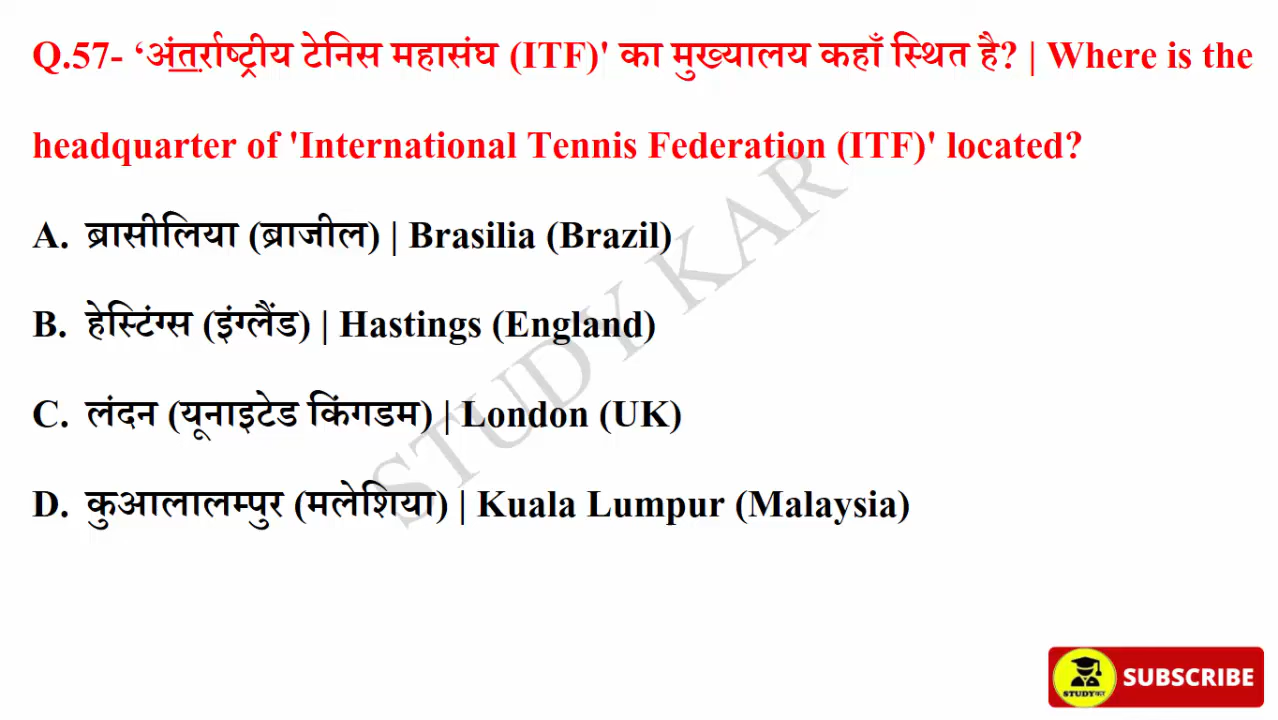 Q.57- ‘अंतर्राष्ट्रीय टेनिस महासंघ (ITF)' का मुख्यालय कहाँ स्थित है? | Where is the
headquarter of 'International Tennis Federation (ITF)' located?
A. ब्रासीलिया (ब्राजील) | Brasilia (Brazil)
B. हेस्टिंग्स (इंग्लैंड) | Hastings (England)
C. लंदन (यूनाइटेड किंगडम) | London (UK)
D. कुआलालम्पुर (मलेशिया) | Kuala Lumpur (Malaysia)
STUDY KAR
STUDYकर
SUBSCRIBE